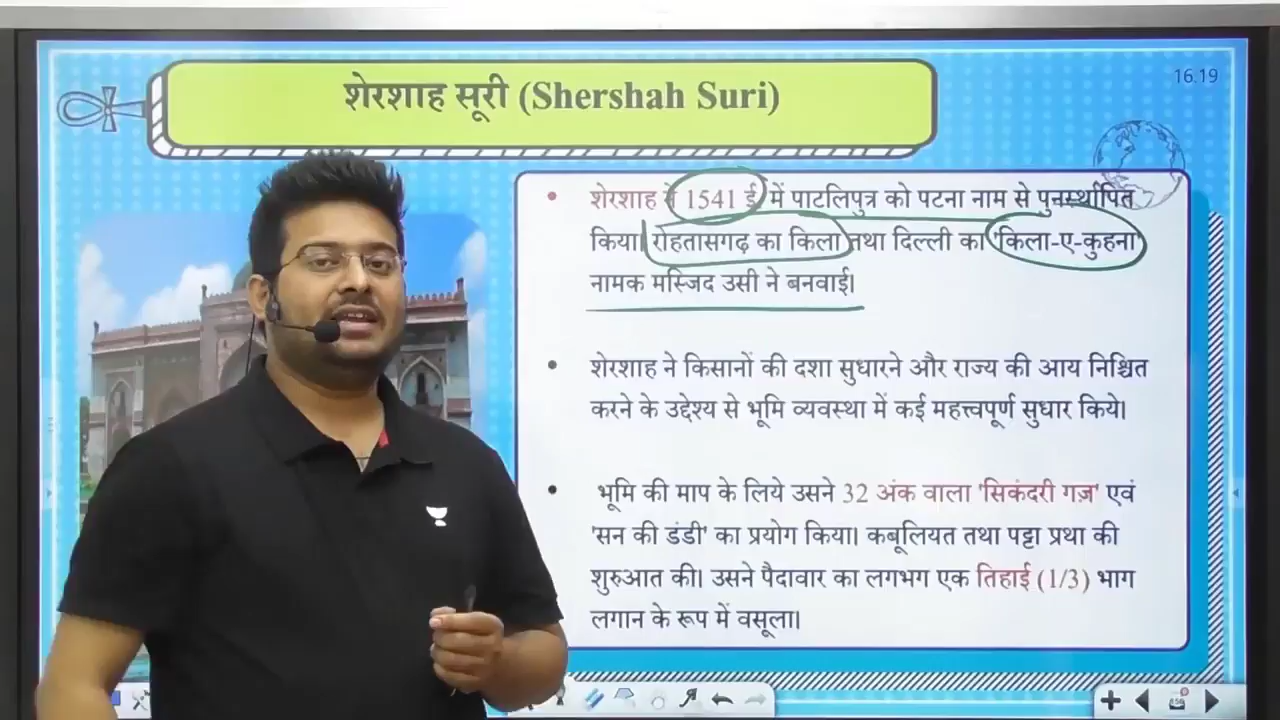 शेरशाह सूरी (Shershah Suri)
16.19
• शेरशाह ने 1541 ई. में पाटलिपुत्र को पटना नाम से पुनर्स्थापित
किया। रोहतासगढ़ का किला तथा दिल्ली का 'किला-ए-कुहना'
नामक मस्जिद उसी ने बनवाई।
• शेरशाह ने किसानों की दशा सुधारने और राज्य की आय निश्चित
करने के उद्देश्य से भूमि व्यवस्था में कई महत्त्वपूर्ण सुधार किये।
• भूमि की माप के लिये उसने 32 अंक वाला 'सिकंदरी गज़' एवं
'सन की डंडी' का प्रयोग किया। कबूलियत तथा पट्टा प्रथा की
शुरुआत की। उसने पैदावार का लगभग एक तिहाई (1/3) भाग
लगान के रूप में वसूला।